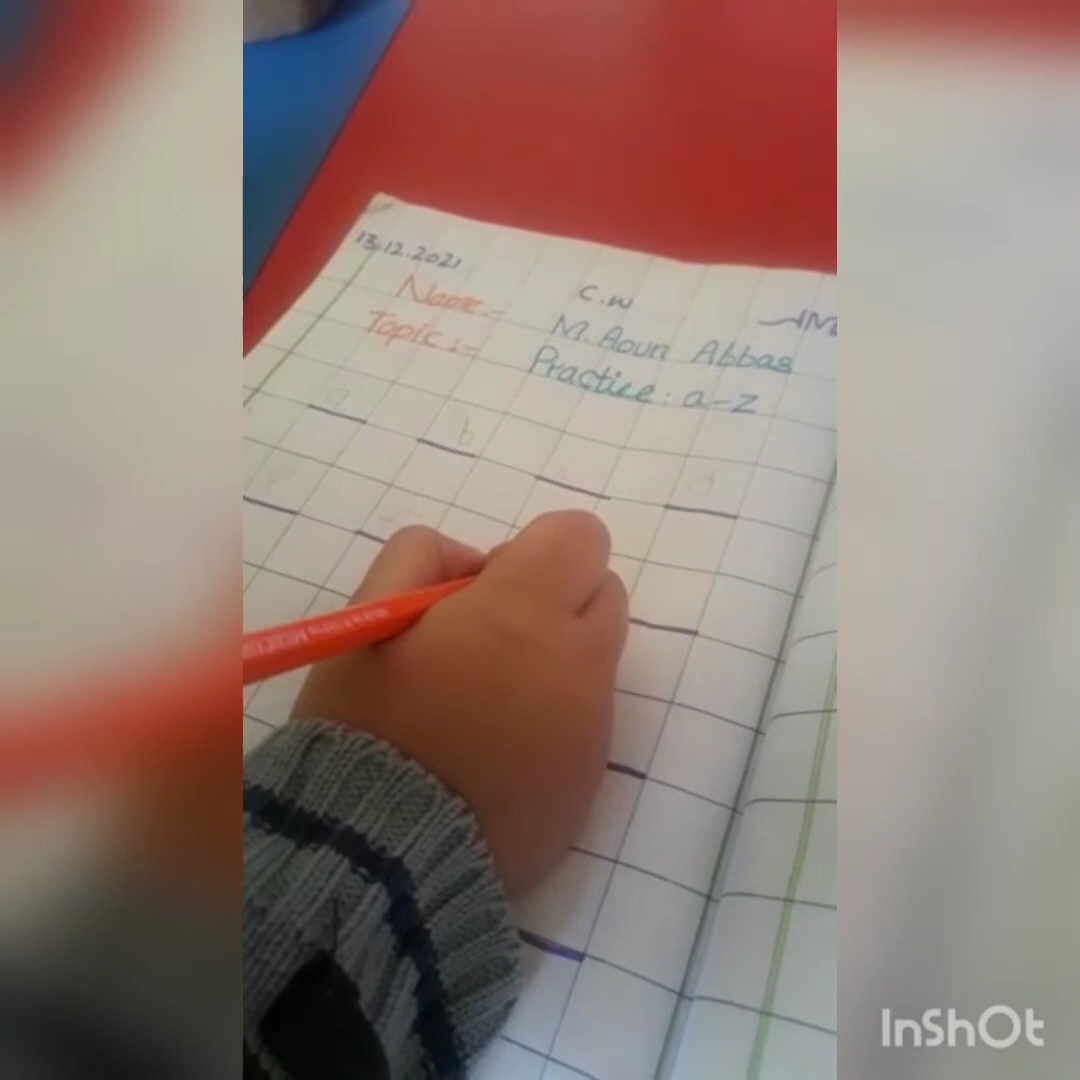 13.12.2021
C.W
Name:- M. Aoun Abbas
Topic:- Practice: a-z
a b d
InShOt